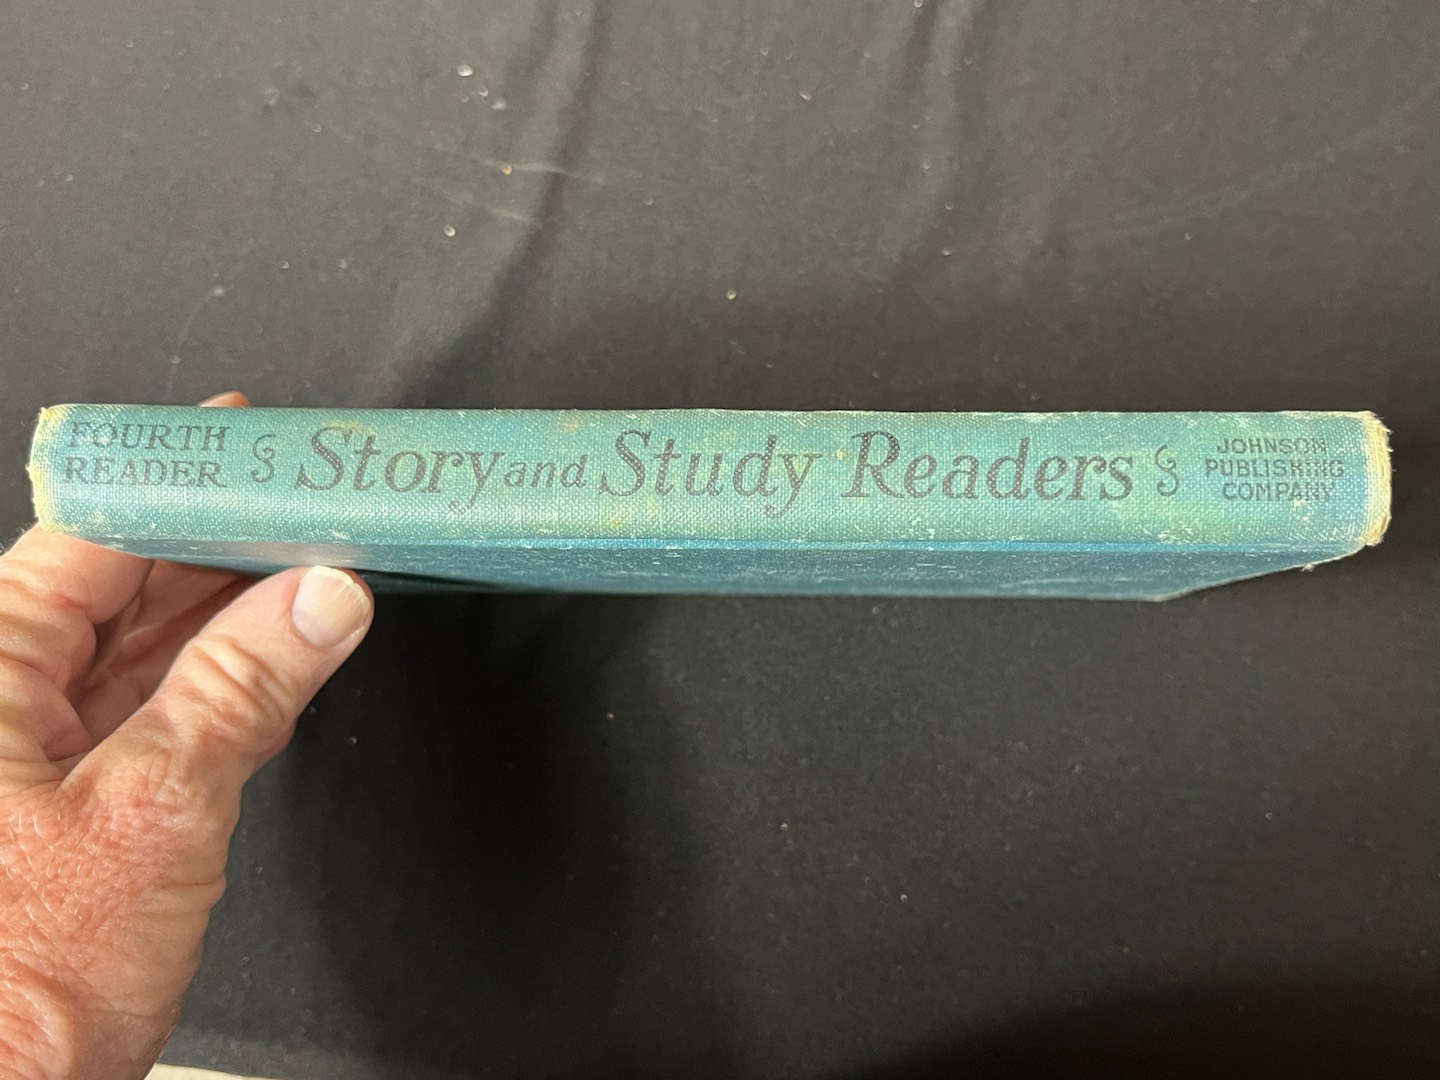 FOURTH
READER
Story and Study Readers
JOHNSON
PUBLISHING
COMPANY